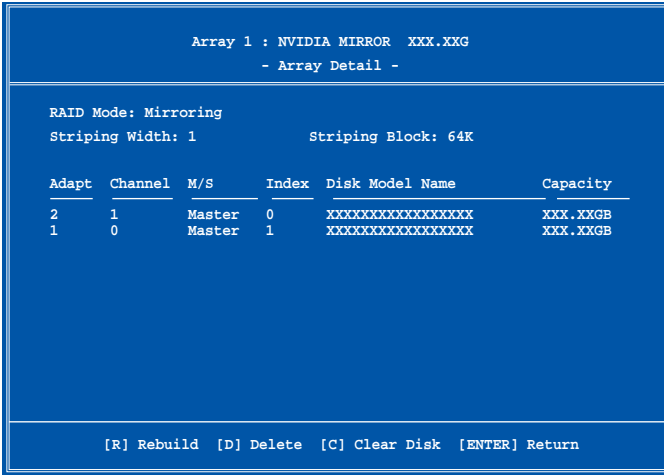 Array 1 : NVIDIA MIRROR XXX.XXG
- Array Detail -
RAID Mode: Mirroring
Striping Width: 1 Striping Block: 64K
Adapt Channel M/S Index Disk Model Name Capacity
2 1 Master 0 XXXXXXXXXXXXXXXXX XXX.XXGB
1 0 Master 1 XXXXXXXXXXXXXXXXX XXX.XXGB
[R] Rebuild [D] Delete [C] Clear Disk [ENTER] Return